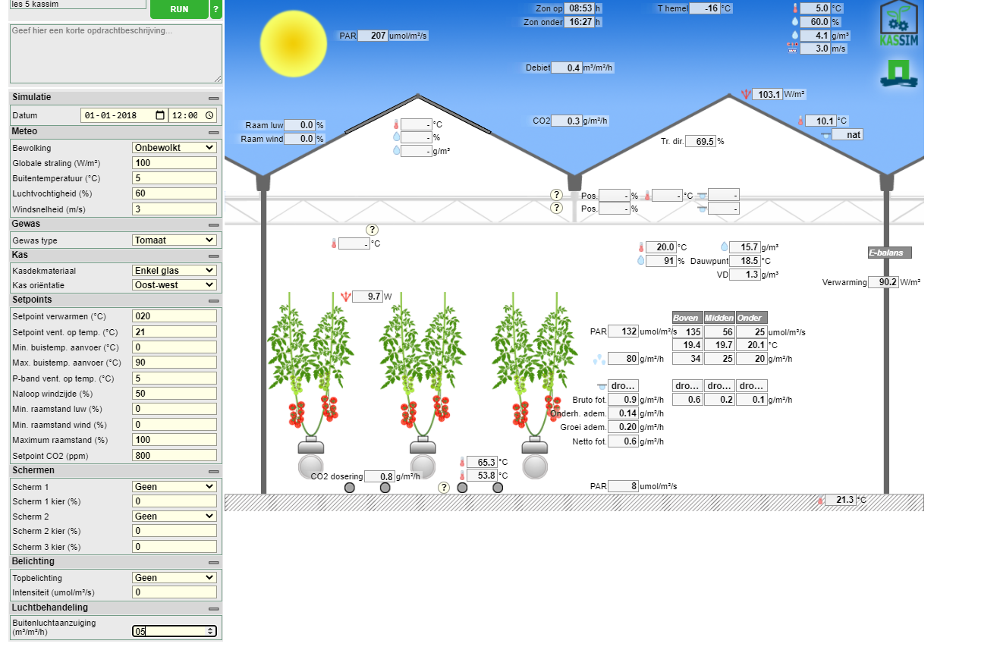 les 5 kassim
RUN
?
Geef hier een korte opdrachtbeschrijving...
Simulatie
Datum 01-01-2018 12:00
Meteo
Bewolking Onbewolkt
Globale straling (W/m²) 100
Buitentemperatuur (°C) 5
Luchtvochtigheid (%) 60
Windsnelheid (m/s) 3
Gewas
Gewas type Tomaat
Kas
Kasdekmateriaal Enkel glas
Kas oriëntatie Oost-west
Setpoints
Setpoint verwarmen (°C) 020
Setpoint vent. op temp. (°C) 21
Min. buistemp. aanvoer (°C) 0
Max. buistemp. aanvoer (°C) 90
P-band vent. op temp. (°C) 5
Naloop windzijde (%) 50
Min. raamstand luw (%) 0
Min. raamstand wind (%) 0
Maximum raamstand (%) 100
Setpoint CO2 (ppm) 800
Schermen
Scherm 1 Geen
Scherm 1 kier (%) 0
Scherm 2 Geen
Scherm 2 kier (%) 0
Scherm 3 kier (%) 0
Belichting
Topbelichting Geen
Intensiteit (umol/m²/s) 0
Luchtbehandeling
Buitenluchtaanzuiging
(m³/m²/h) 05
Zon op 08:53 h
Zon onder 16:27 h
T hemel -16 °C
5.0 °C
60.0 %
4.1 g/m³
3.0 m/s
KASSIM
PAR 207 umol/m²/s
Debiet 0.4 m³/m²/h
103.1 W/m²
Raam luw 0.0 %
Raam wind 0.0 %
- °C
- %
- g/m³
CO2 0.3 g/m²/h
Tr. dir. 69.5 %
10.1 °C
nat
? Pos. - % - °C -
? Pos. - % -
?
- °C
20.0 °C 15.7 g/m³
91 % Dauwpunt 18.5 °C
VD 1.3 g/m³
E-balans
Verwarming 90.2 W/m²
9.7 W
Boven Midden Onder
PAR 132 umol/m²/s 135 56 25 umol/m²/s
19.4 19.7 20.1 °C
80 g/m²/h 34 25 20 g/m²/h
dro... dro... dro... dro...
Bruto fot. 0.9 g/m²/h 0.6 0.2 0.1 g/m²/h
Onderh. adem. 0.14 g/m²/h
Groei adem. 0.20 g/m²/h
Netto fot. 0.6 g/m²/h
65.3 °C
CO2 dosering 0.8 g/m²/h 53.8 °C
?
PAR 8 umol/m²/s
21.3 °C